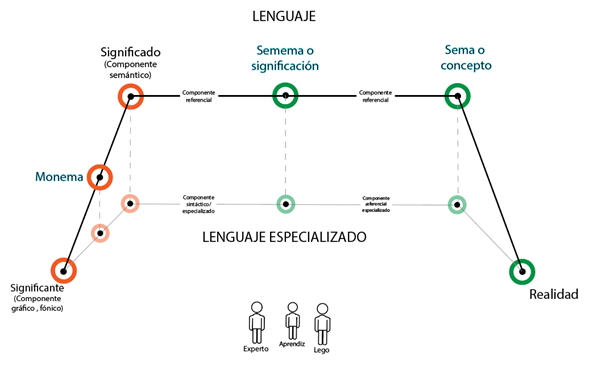 LENGUAJE
Significado
(Componente
semántico)
Semema o
significación
Sema o
concepto
Componente
referencial
Componente
referencial
Monema
Componente
sintáctico/
especializado
Componente
arferencial
especializado
LENGUAJE ESPECIALIZADO
Significante
(Componente
gráfico , fónico)
Realidad
Experto
Aprendiz
Lego